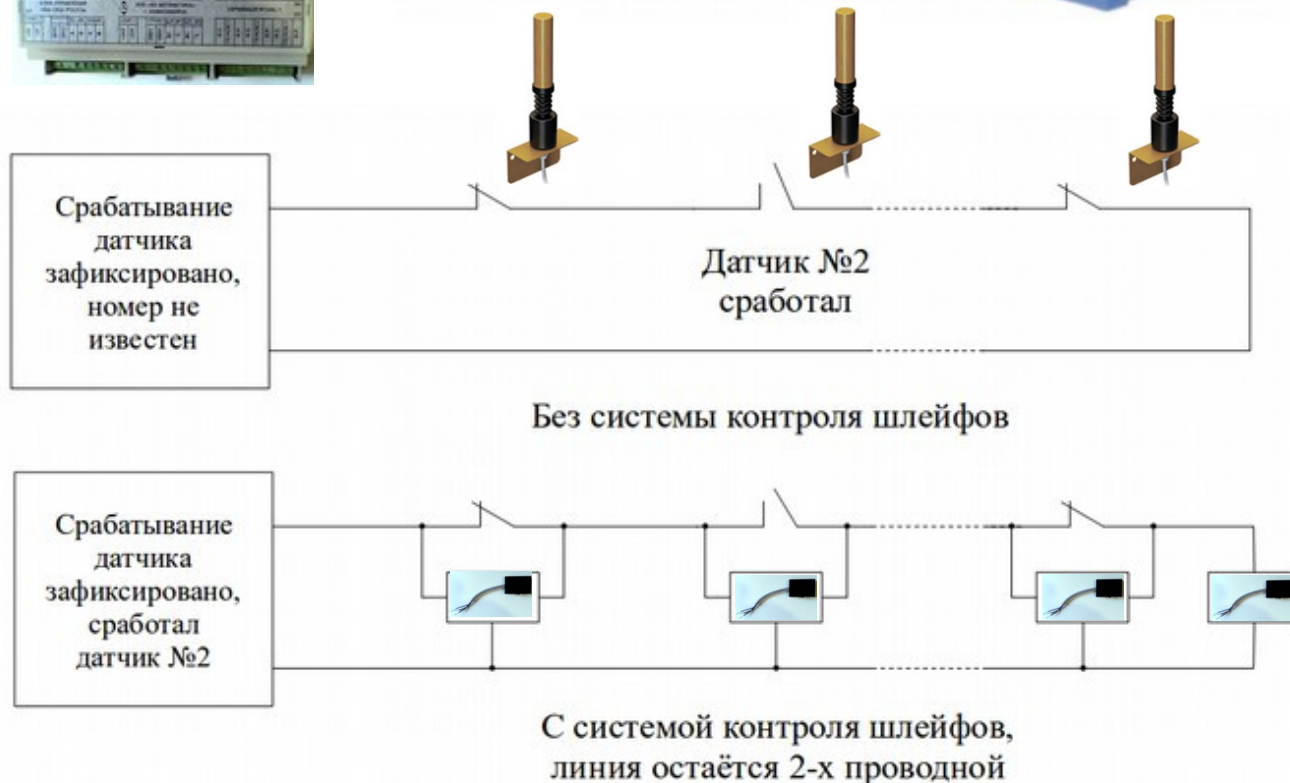 Срабатывание
датчика
зафиксировано,
номер не
известен
Датчик №2
сработал
Без системы контроля шлейфов
Срабатывание
датчика
зафиксировано,
сработал
датчик №2
С системой контроля шлейфов,
линия остаётся 2-х проводной